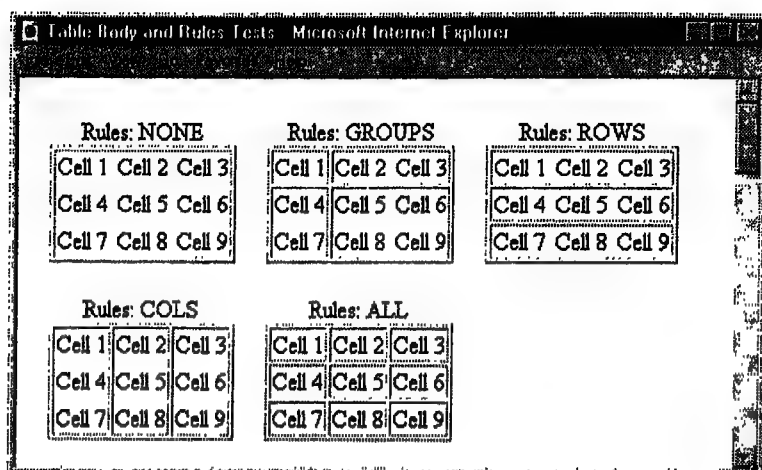 Table Body and Rules Tests - Microsoft Internet Explorer
Rules: NONE
Cell 1 Cell 2 Cell 3
Cell 4 Cell 5 Cell 6
Cell 7 Cell 8 Cell 9
Rules: GROUPS
Cell 1 Cell 2 Cell 3
Cell 4 Cell 5 Cell 6
Cell 7 Cell 8 Cell 9
Rules: ROWS
Cell 1 Cell 2 Cell 3
Cell 4 Cell 5 Cell 6
Cell 7 Cell 8 Cell 9
Rules: COLS
Cell 1 Cell 2 Cell 3
Cell 4 Cell 5 Cell 6
Cell 7 Cell 8 Cell 9
Rules: ALL
Cell 1 Cell 2 Cell 3
Cell 4 Cell 5 Cell 6
Cell 7 Cell 8 Cell 9